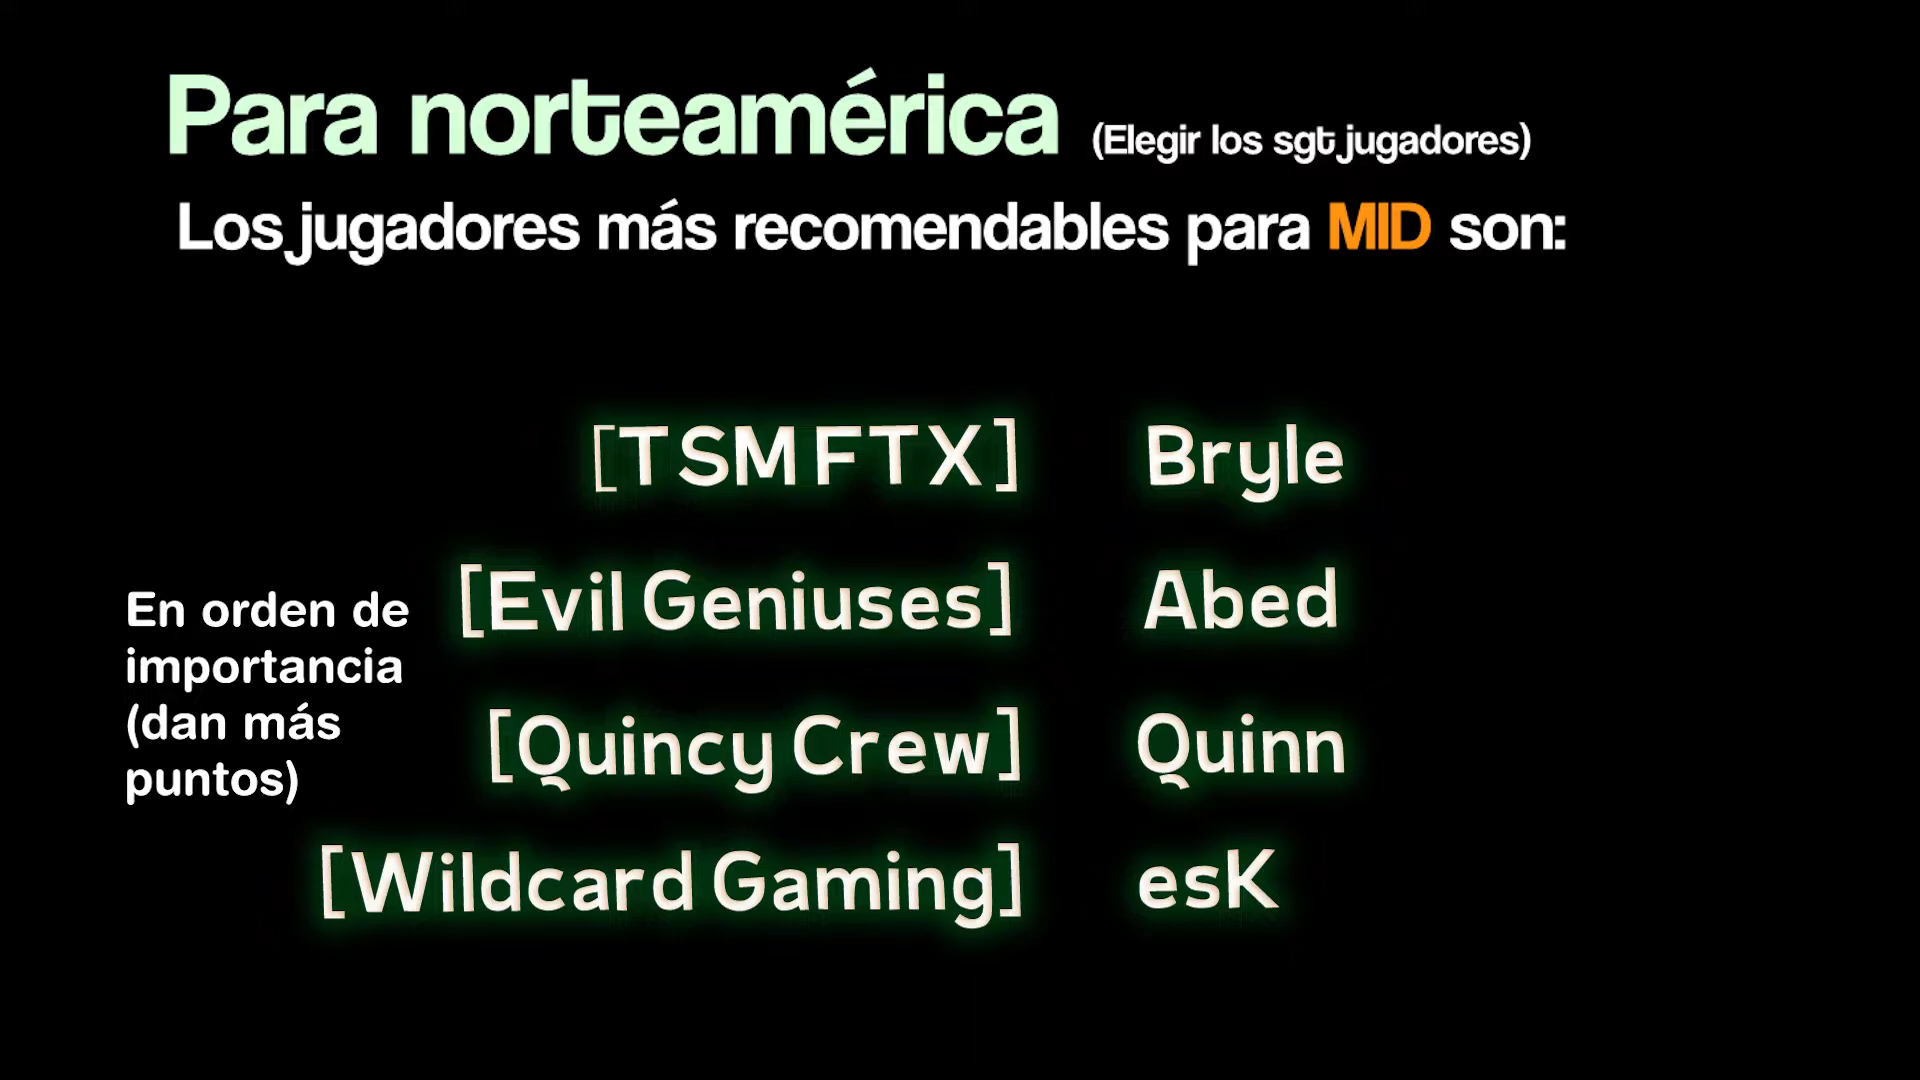 Para norteamérica (Elegir los sgt jugadores)
Los jugadores más recomendables para MID son:
[TSM FTX] Bryle
[Evil Geniuses] Abed
En orden de
importancia
(dan más
puntos)
[Quincy Crew] Quinn
[Wildcard Gaming] esK